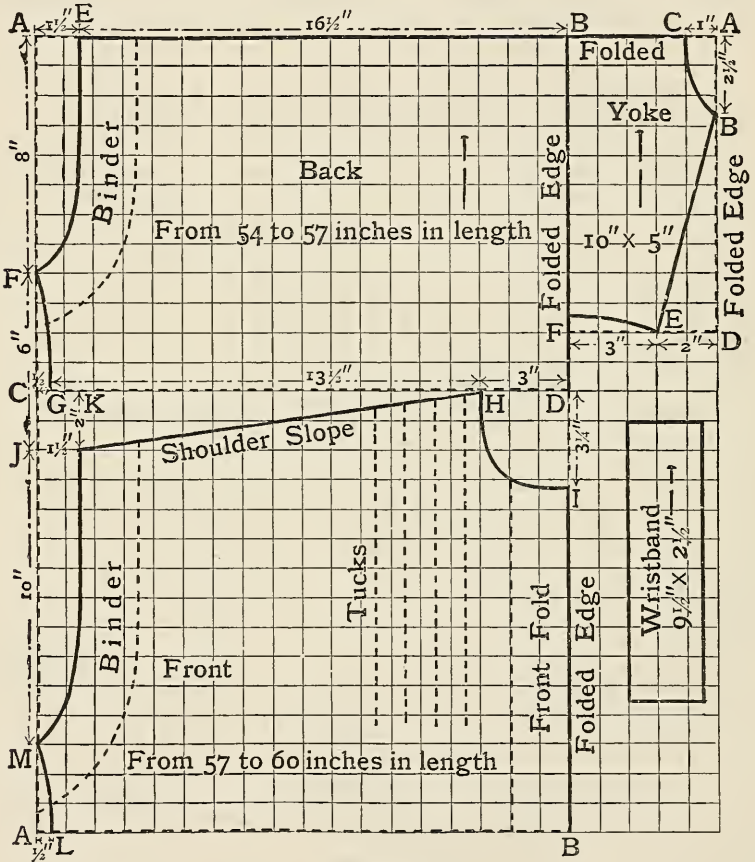 A 1½" E 16½" B C 1" A
Folded
2½"
Yoke
B
8"
Binder
Back
Folded Edge
Folded Edge
From 54 to 57 inches in length
10" X 5"
F
6"
F E D
3" 2"
½" 13½" 3"
C G K H D
2"
J 1½"
Shoulder Slope
3¼"
I
10"
Binder
Tucks
Front Fold
Folded Edge
Wristband
9½" X 2½"
Front
M
From 57 to 60 inches in length
A L B
½"